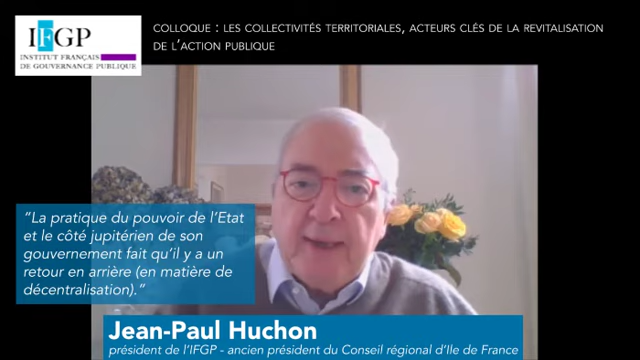 IFGP
INSTITUT FRANÇAIS
DE GOUVERNANCE PUBLIQUE
COLLOQUE : LES COLLECTIVITÉS TERRITORIALES, ACTEURS CLÉS DE LA REVITALISATION
DE L'ACTION PUBLIQUE
"La pratique du pouvoir de l'Etat
et le côté jupitérien de son
gouvernement fait qu'il y a un
retour en arrière (en matière de
décentralisation)."
Jean-Paul Huchon
président de l'IFGP - ancien président du Conseil régional d'Ile de France